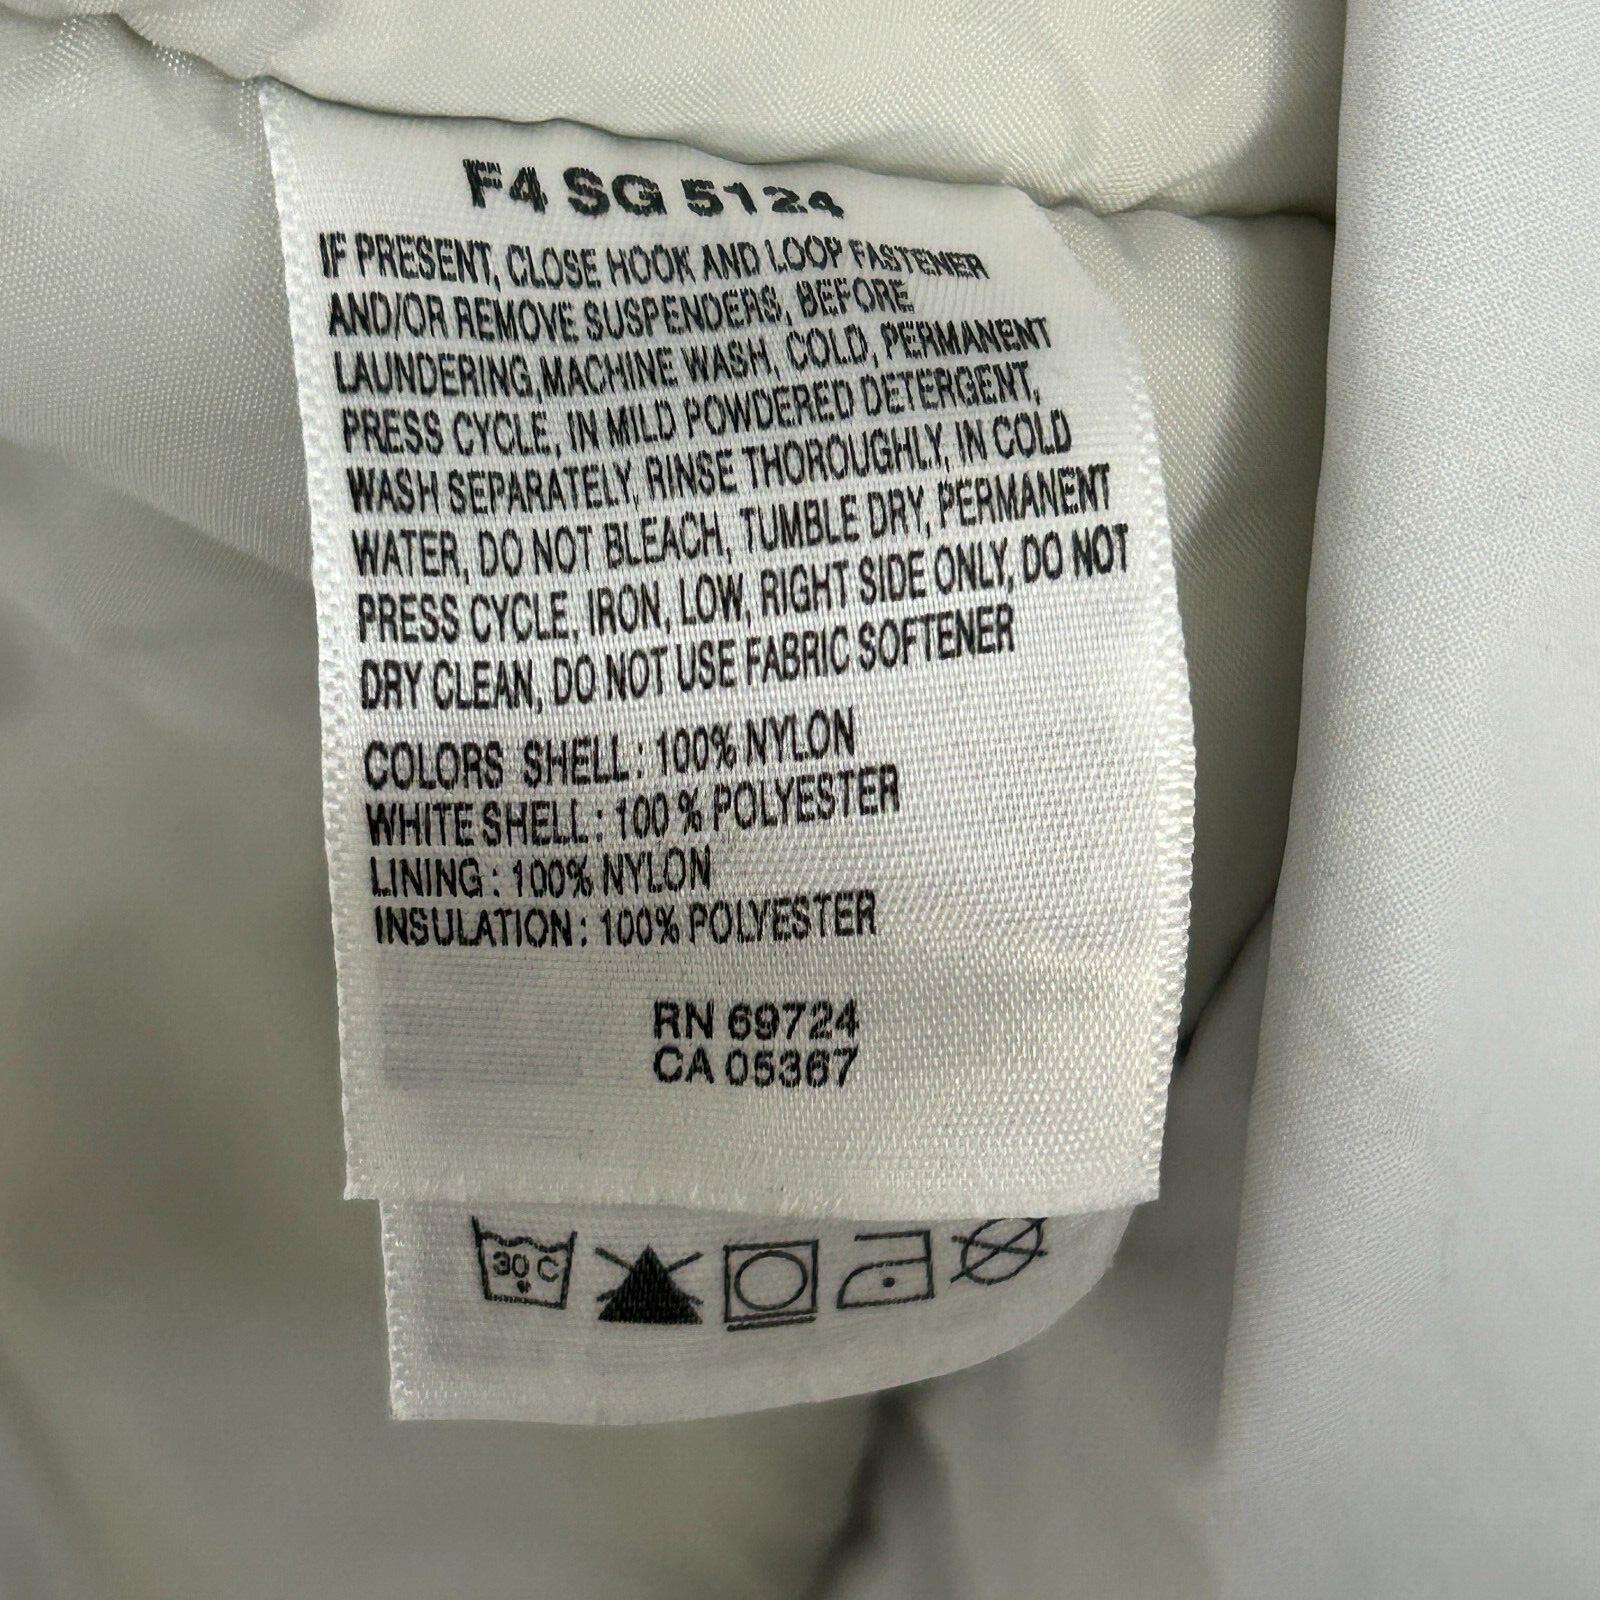 F4 SG 5124
IF PRESENT, CLOSE HOOK AND LOOP FASTENER
AND/OR REMOVE SUSPENDERS, BEFORE
LAUNDERING,MACHINE WASH, COLD, PERMANENT
PRESS CYCLE, IN MILD POWDERED DETERGENT,
WASH SEPARATELY, RINSE THOROUGHLY, IN COLD
WATER, DO NOT BLEACH, TUMBLE DRY, PERMANENT
PRESS CYCLE, IRON, LOW, RIGHT SIDE ONLY, DO NOT
DRY CLEAN, DO NOT USE FABRIC SOFTENER
COLORS SHELL : 100% NYLON
WHITE SHELL : 100 % POLYESTER
LINING : 100% NYLON
INSULATION : 100% POLYESTER
RN 69724
CA 05367
30 C